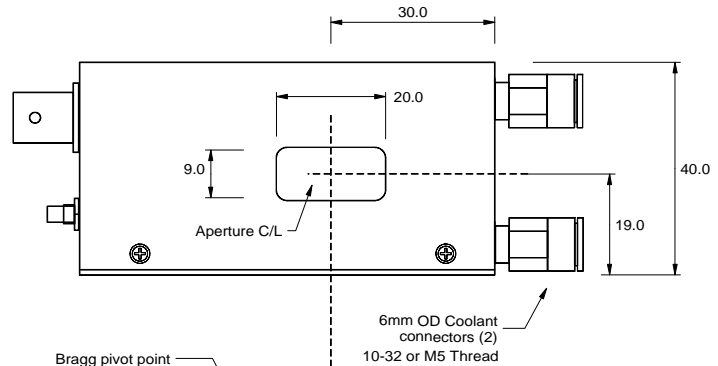 30.0
20.0
9.0
40.0
19.0
Aperture C/L
6mm OD Coolant
connectors (2)
10-32 or M5 Thread
Bragg pivot point